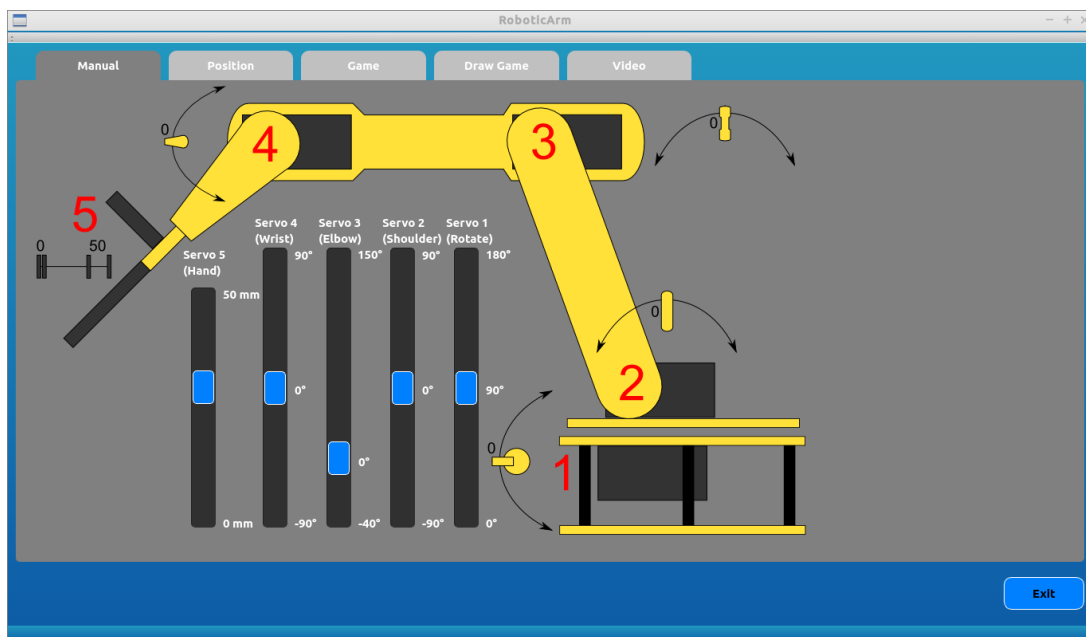 RoboticArm
Manual
Position
Game
Draw Game
Video
0
4
3
0
5
0 50
0
2
0
1
Servo 5
(Hand)
50 mm
0 mm
Servo 4
(Wrist)
90°
0°
-90°
Servo 3
(Elbow)
150°
0°
-40°
Servo 2
(Shoulder)
90°
0°
-90°
Servo 1
(Rotate)
180°
90°
0°
Exit